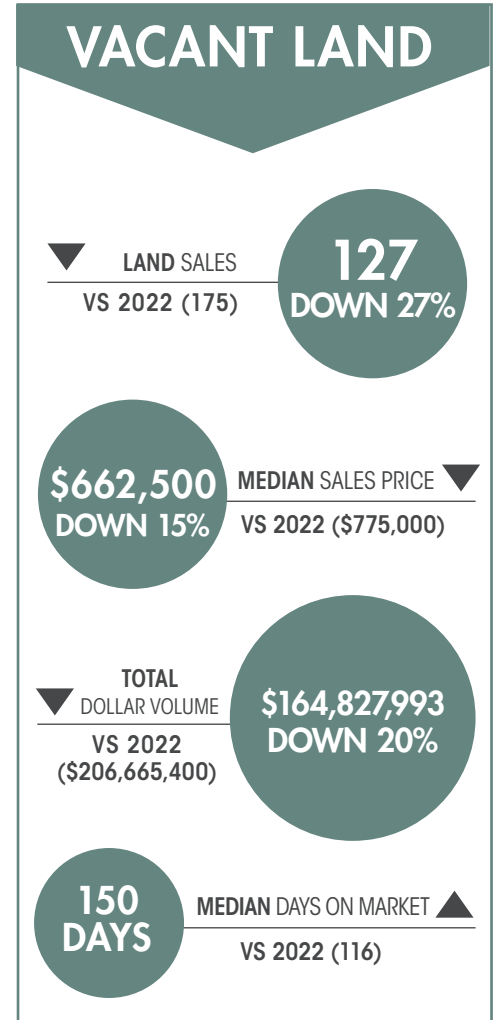 VACANT LAND
LAND SALES
VS 2022 (175)
127
DOWN 27%
$662,500
DOWN 15%
MEDIAN SALES PRICE
VS 2022 ($775,000)
TOTAL
DOLLAR VOLUME
VS 2022
($206,665,400)
$164,827,993
DOWN 20%
150
DAYS
MEDIAN DAYS ON MARKET
VS 2022 (116)